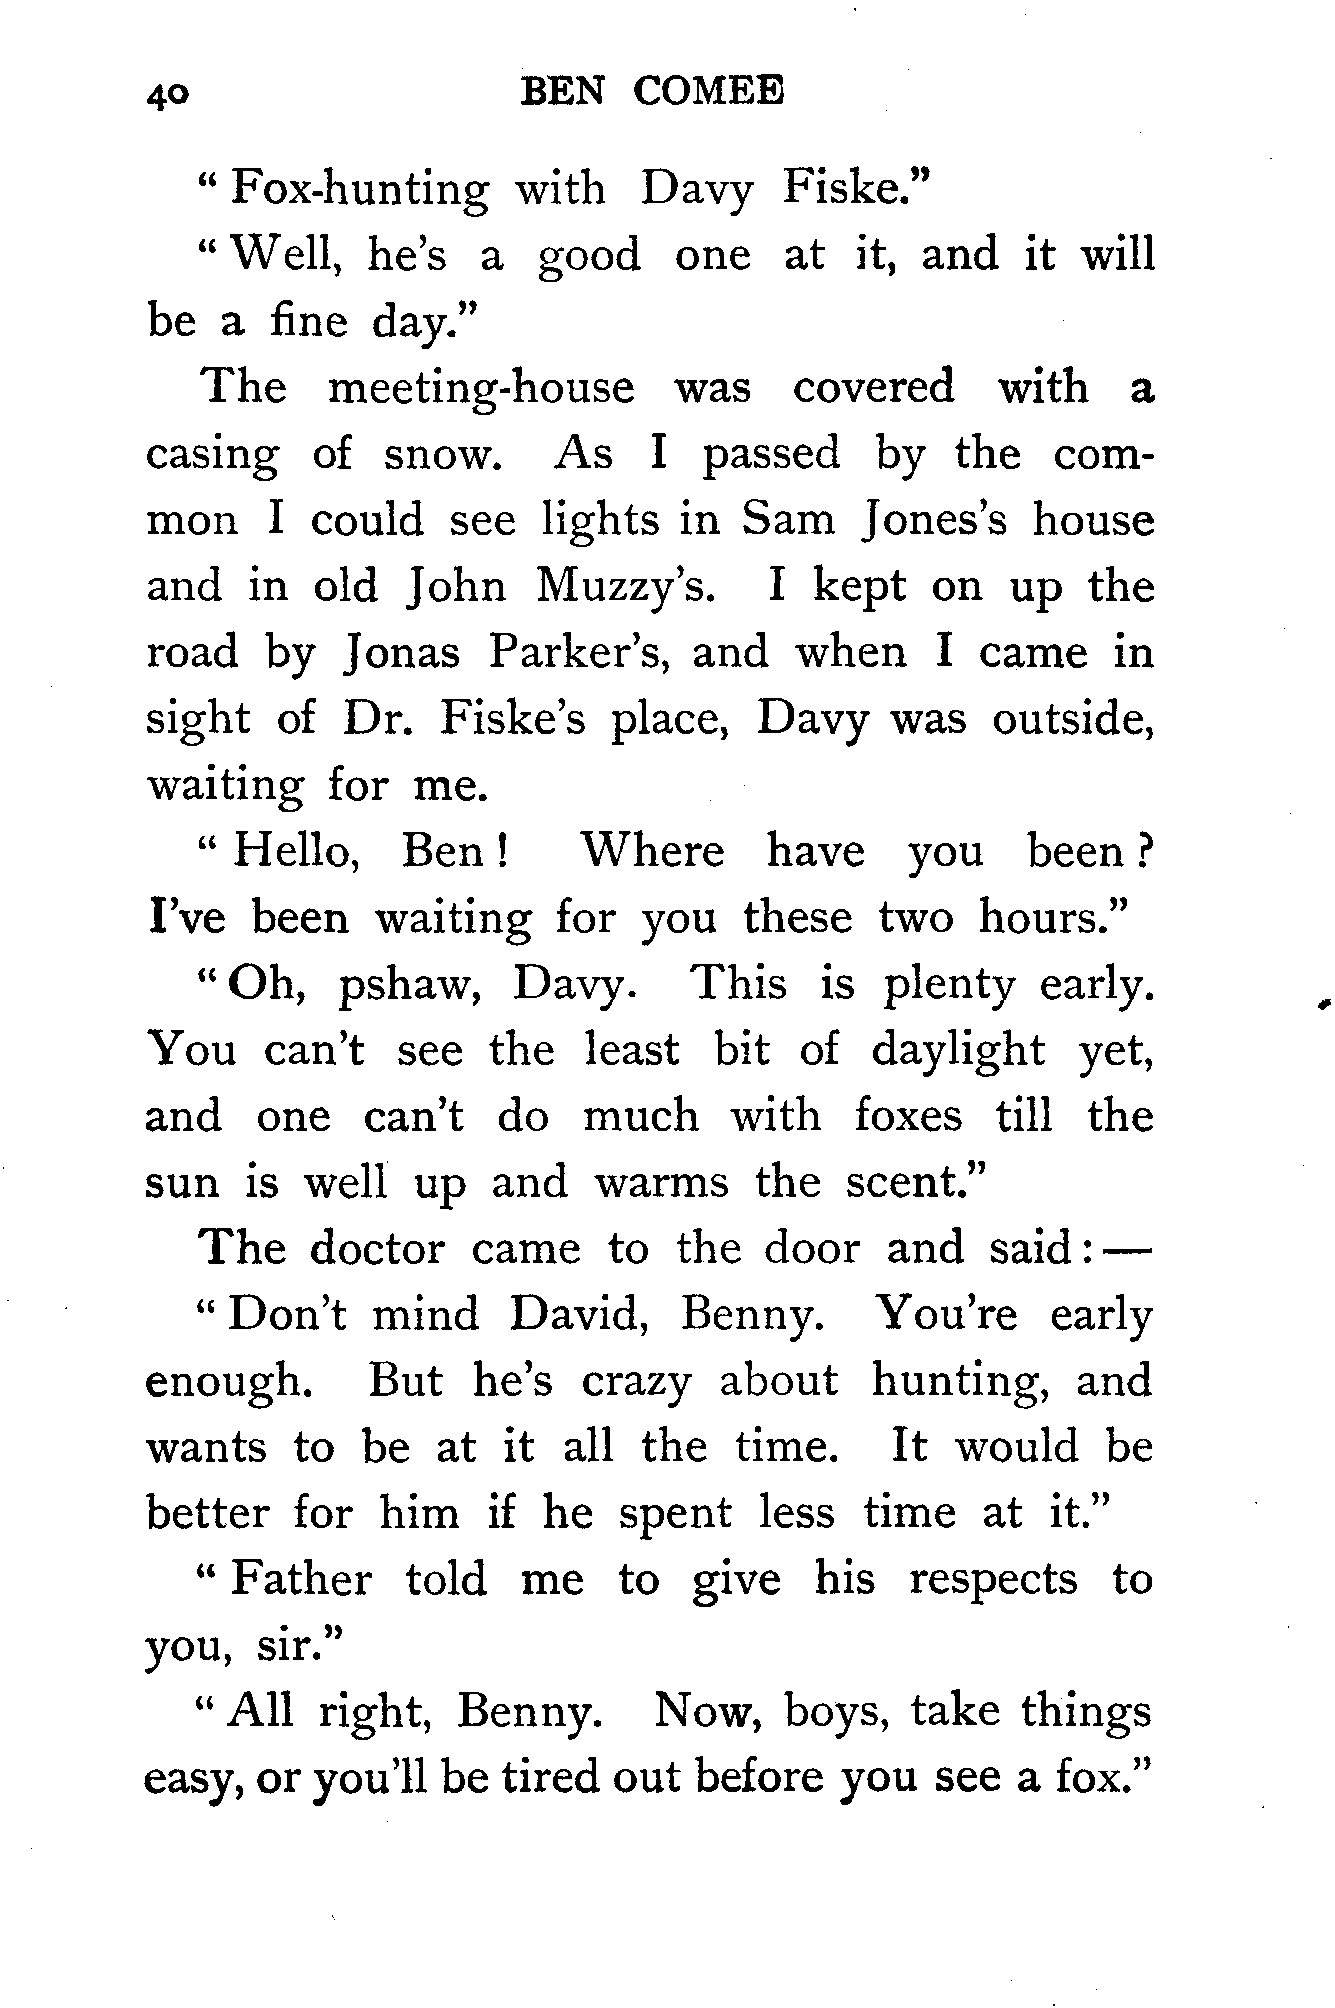 40 BEN COMEE
“ Fox-hunting with Davy Fiske.”
“ Well, he’s a good one at it, and it will
be a fine day.”
The meeting-house was covered with a
casing of snow. As I passed by the com-
mon I could see lights in Sam Jones’s house
and in old John Muzzy’s. I kept on up the
road by Jonas Parker’s, and when I came in
sight of Dr. Fiske’s place, Davy was outside,
waiting for me.
“ Hello, Ben ! Where have you been ?
I’ve been waiting for you these two hours.”
“ Oh, pshaw, Davy. This is plenty early.
You can’t see the least bit of daylight yet,
and one can’t do much with foxes till the
sun is well up and warms the scent.”
The doctor came to the door and said : —
“ Don’t mind David, Benny. You’re early
enough. But he’s crazy about hunting, and
wants to be at it all the time. It would be
better for him if he spent less time at it.”
“ Father told me to give his respects to
you, sir.”
“ All right, Benny. Now, boys, take things
easy, or you’ll be tired out before you see a fox.”